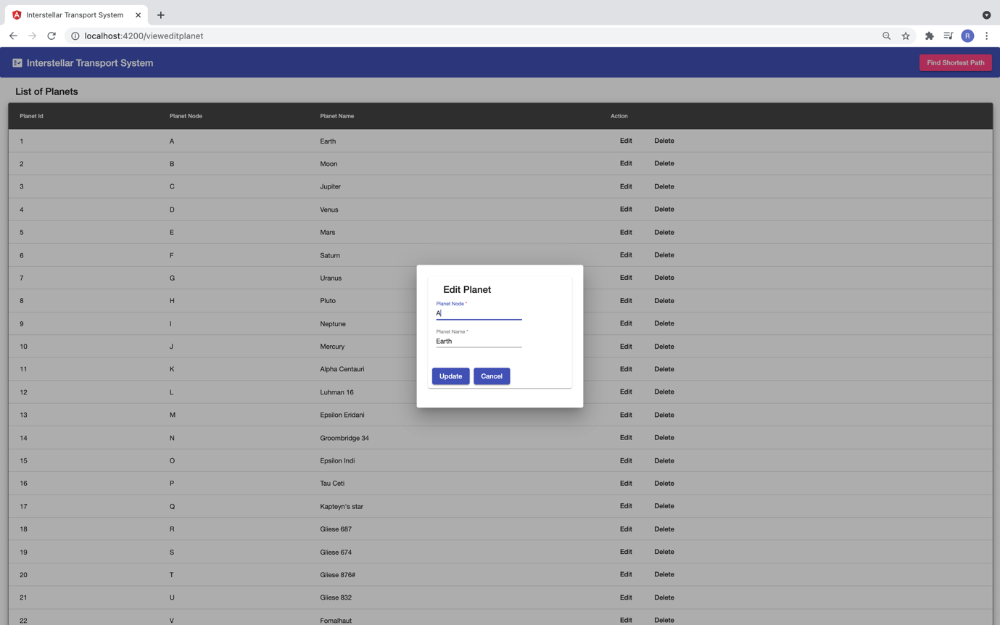 Interstellar Transport System
localhost:4200/vieweditplanet
R
Interstellar Transport System Find Shortest Path
List of Planets
Planet Id Planet Node Planet Name Action
1 A Earth Edit Delete
2 B Moon Edit Delete
3 C Jupiter Edit Delete
4 D Venus Edit Delete
5 E Mars Edit Delete
6 F Saturn Edit Delete
7 G Uranus Edit Delete
8 H Pluto Edit Delete
9 I Neptune Edit Delete
10 J Mercury Edit Delete
11 K Alpha Centauri Edit Delete
12 L Luhman 16 Edit Delete
13 M Epsilon Eridani Edit Delete
14 N Groombridge 34 Edit Delete
15 O Epsilon Indi Edit Delete
16 P Tau Ceti Edit Delete
17 Q Kapteyn's star Edit Delete
18 R Gliese 687 Edit Delete
19 S Gliese 674 Edit Delete
20 T Gliese 876# Edit Delete
21 U Gliese 832 Edit Delete
22 V Fomalhaut Edit Delete
Edit Planet
Planet Node *
A
Planet Name *
Earth
Update Cancel